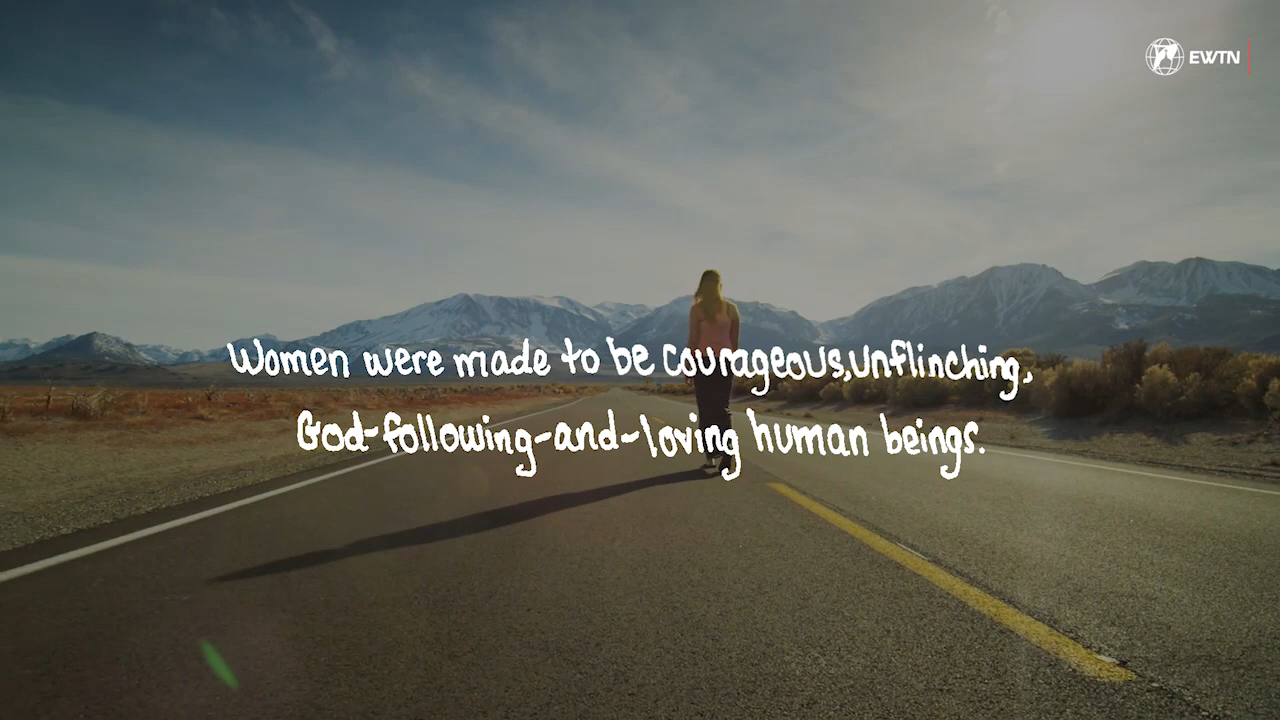 EWTN
Women were made to be courageous, unflinching,
God-following-and-loving human beings.